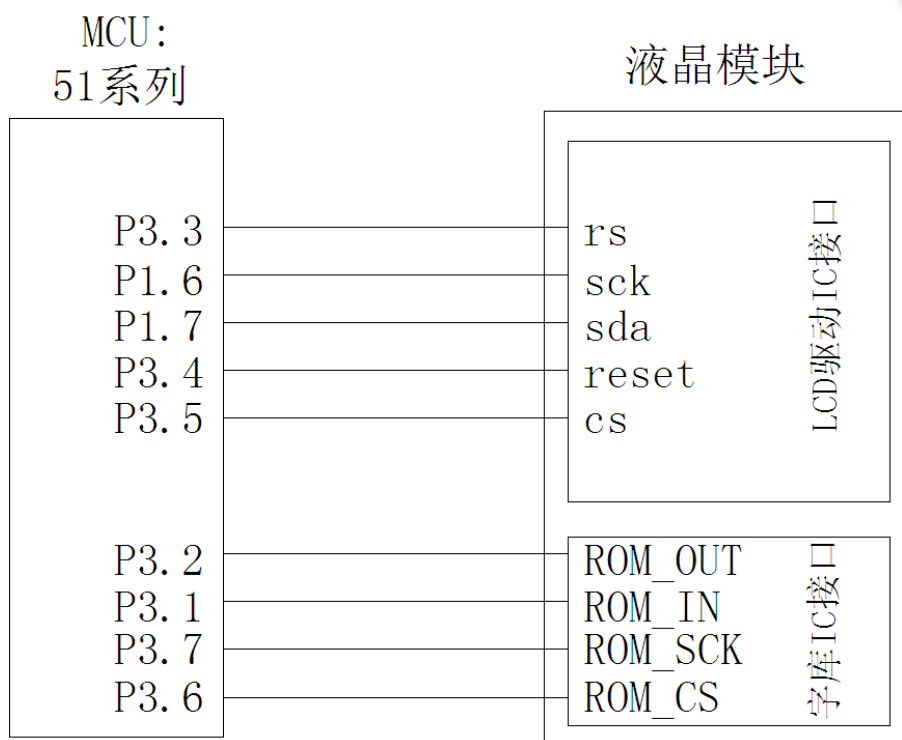 MCU:
51系列
液晶模块
P3.3
rs
P1.6
sck
P1.7
sda
P3.4
reset
P3.5
cs
LCD驱动IC接口
P3.2
ROM_OUT
P3.1
ROM_IN
P3.7
ROM_SCK
P3.6
ROM_CS
字库IC接口